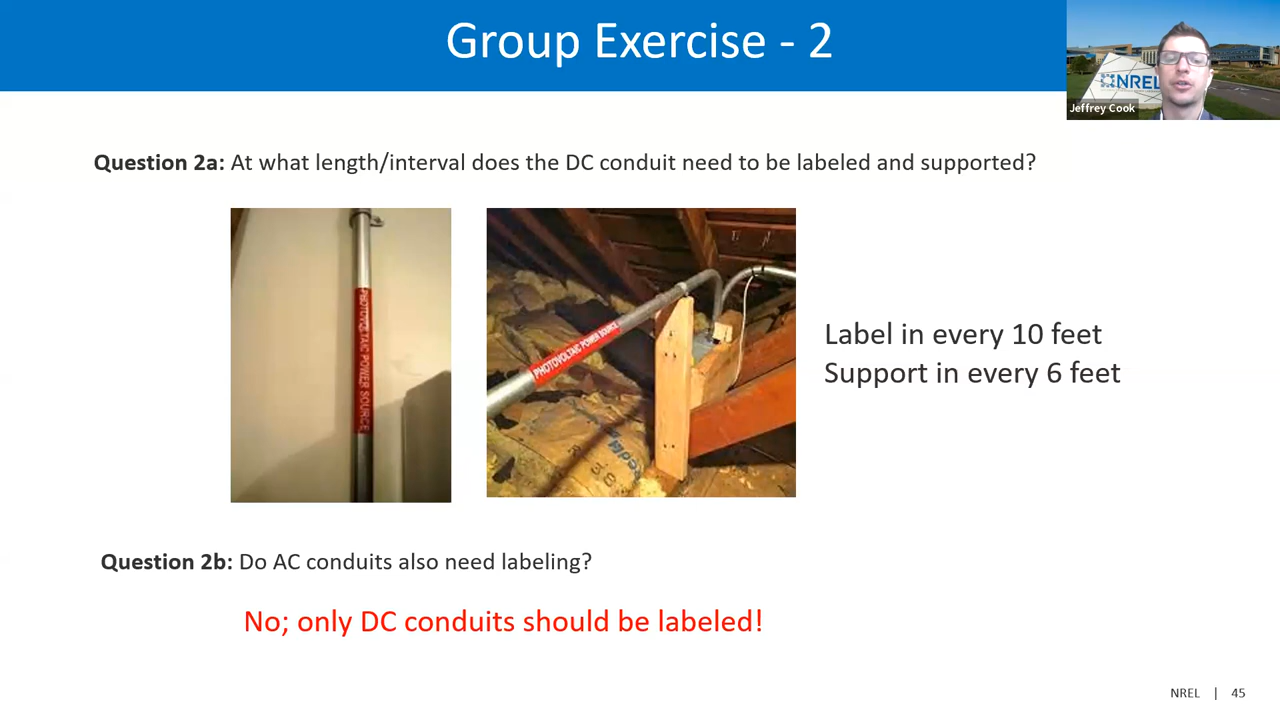 Group Exercise - 2
NREL
Jeffrey Cook
Question 2a: At what length/interval does the DC conduit need to be labeled and supported?
PHOTOVOLTAIC POWER SOURCE
PHOTOVOLTAIC POWER SOURCE
38
Label in every 10 feet
Support in every 6 feet
Question 2b: Do AC conduits also need labeling?
No; only DC conduits should be labeled!
NREL | 45